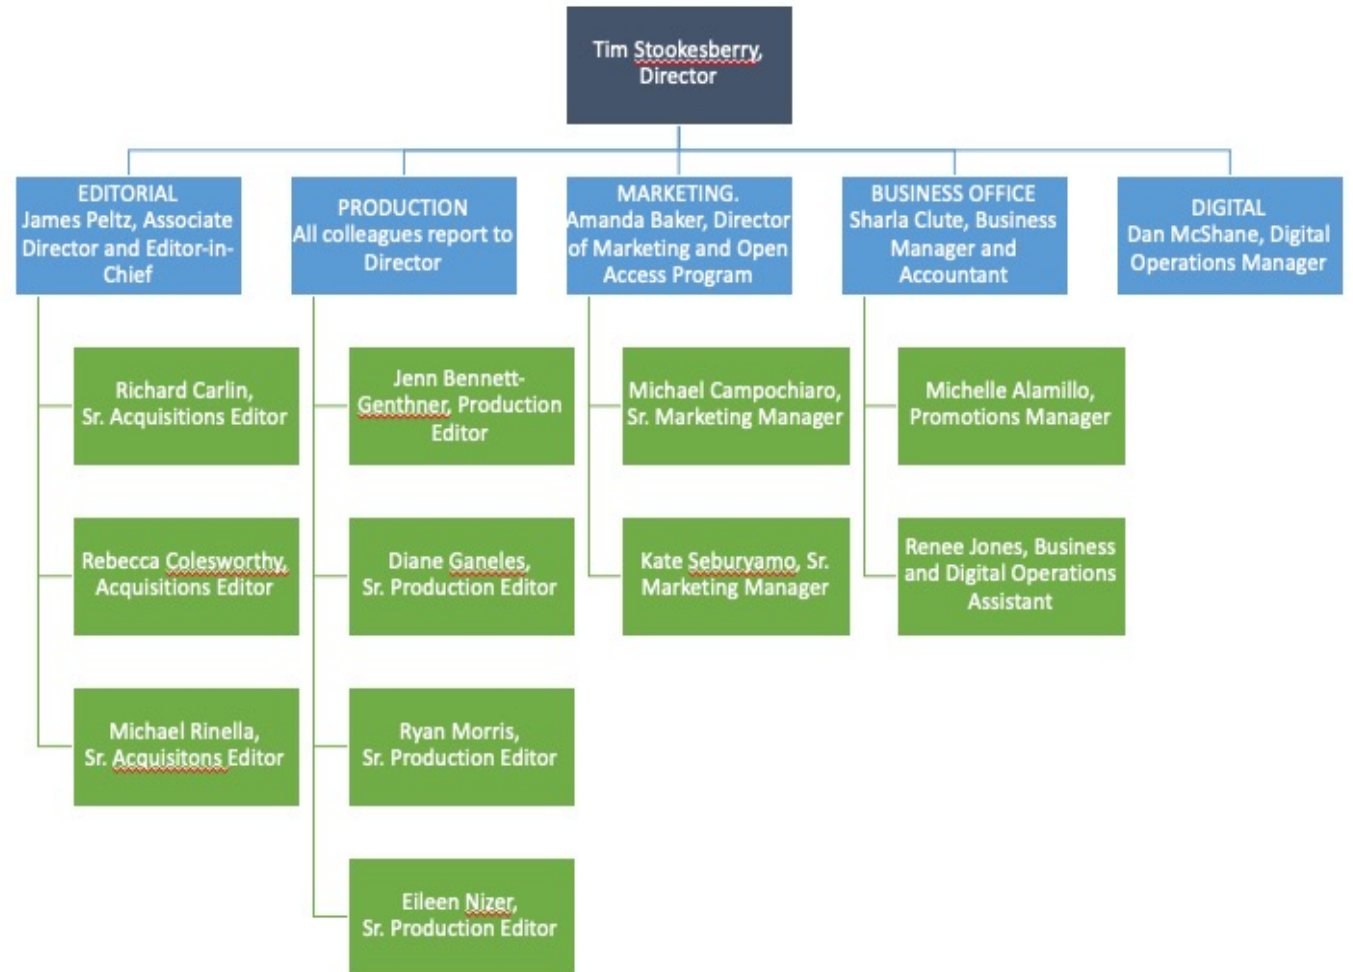 Tim Stookesberry,
Director
EDITORIAL
James Peltz, Associate
Director and Editor-in-
Chief
PRODUCTION
All colleagues report to
Director
MARKETING.
Amanda Baker, Director
of Marketing and Open
Access Program
BUSINESS OFFICE
Sharla Clute, Business
Manager and
Accountant
DIGITAL
Dan McShane, Digital
Operations Manager
Richard Carlin,
Sr. Acquisitions Editor
Jenn Bennett-
Genthner, Production
Editor
Michael Campochiaro,
Sr. Marketing Manager
Michelle Alamillo,
Promotions Manager
Rebecca Colesworthy,
Acquisitions Editor
Diane Ganeles,
Sr. Production Editor
Kate Seburyamo, Sr.
Marketing Manager
Renee Jones, Business
and Digital Operations
Assistant
Michael Rinella,
Sr. Acquisitons Editor
Ryan Morris,
Sr. Production Editor
Eileen Nizer,
Sr. Production Editor